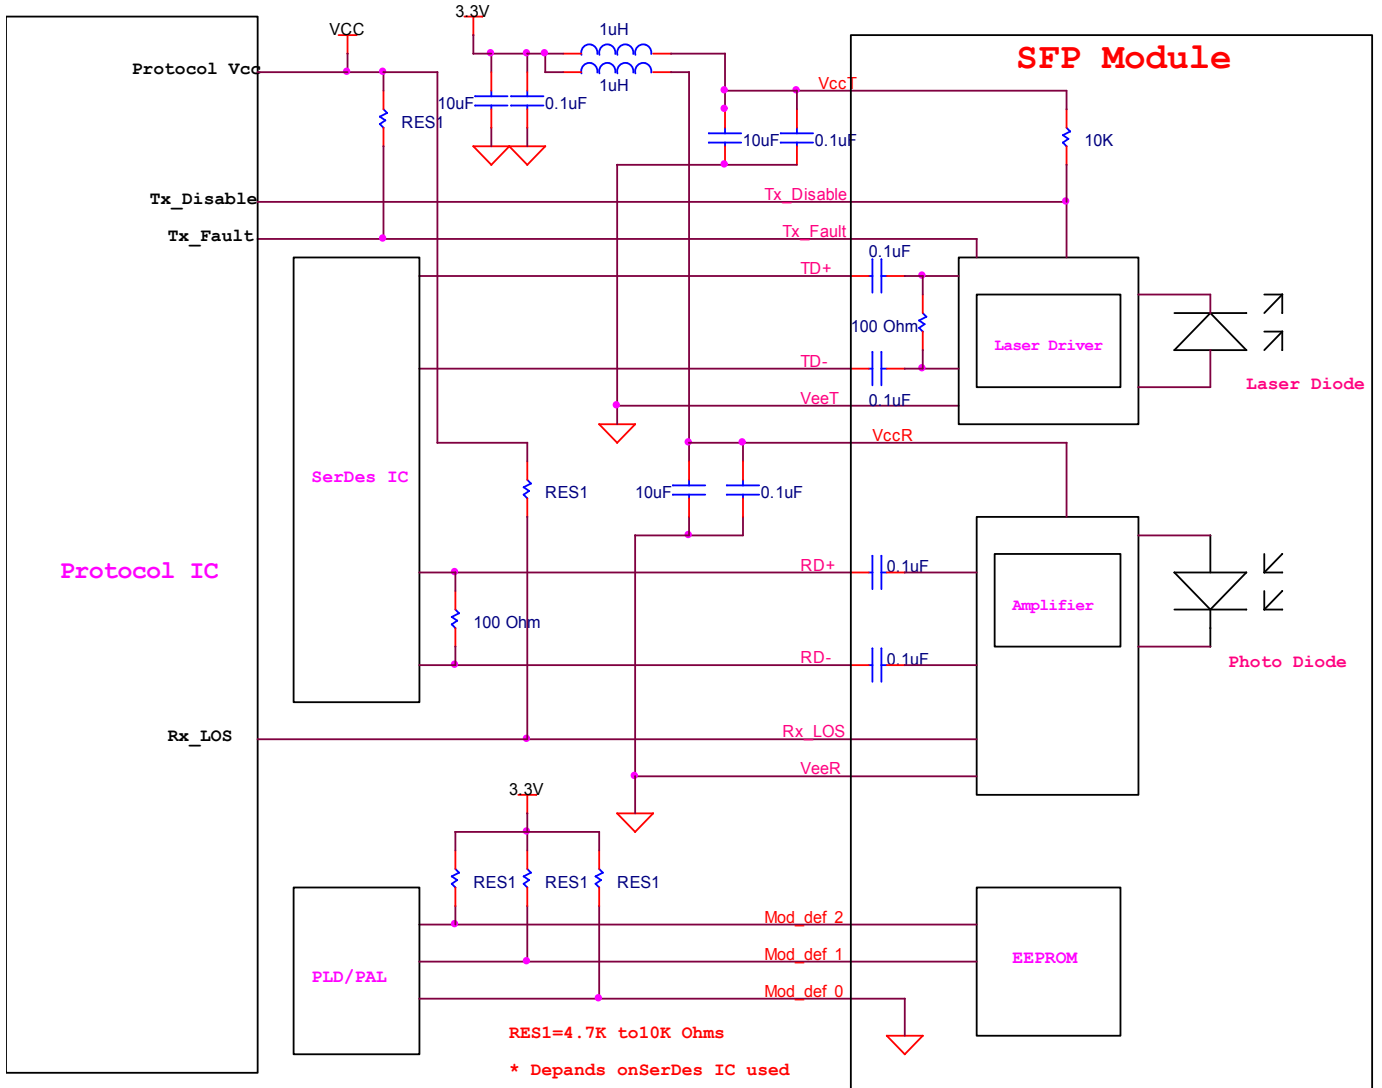 3.3V
VCC
1uH
SFP Module
Protocol Vcc
1uH
VccT
10uF
0.1uF
RES1
10uF
0.1uF
10K
Tx_Disable
Tx_Disable
Tx_Fault
Tx_Fault
0.1uF
TD+
100 Ohm
Laser Driver
TD-
Laser Diode
VeeT
0.1uF
VccR
SerDes IC
RES1
10uF
0.1uF
Protocol IC
RD+
0.1uF
Amplifier
100 Ohm
RD-
0.1uF
Photo Diode
Rx_LOS
Rx_LOS
VeeR
3.3V
RES1
RES1
RES1
Mod_def 2
Mod_def 1
EEPROM
PLD/PAL
Mod_def 0
RES1=4.7K to10K Ohms
* Depands onSerDes IC used